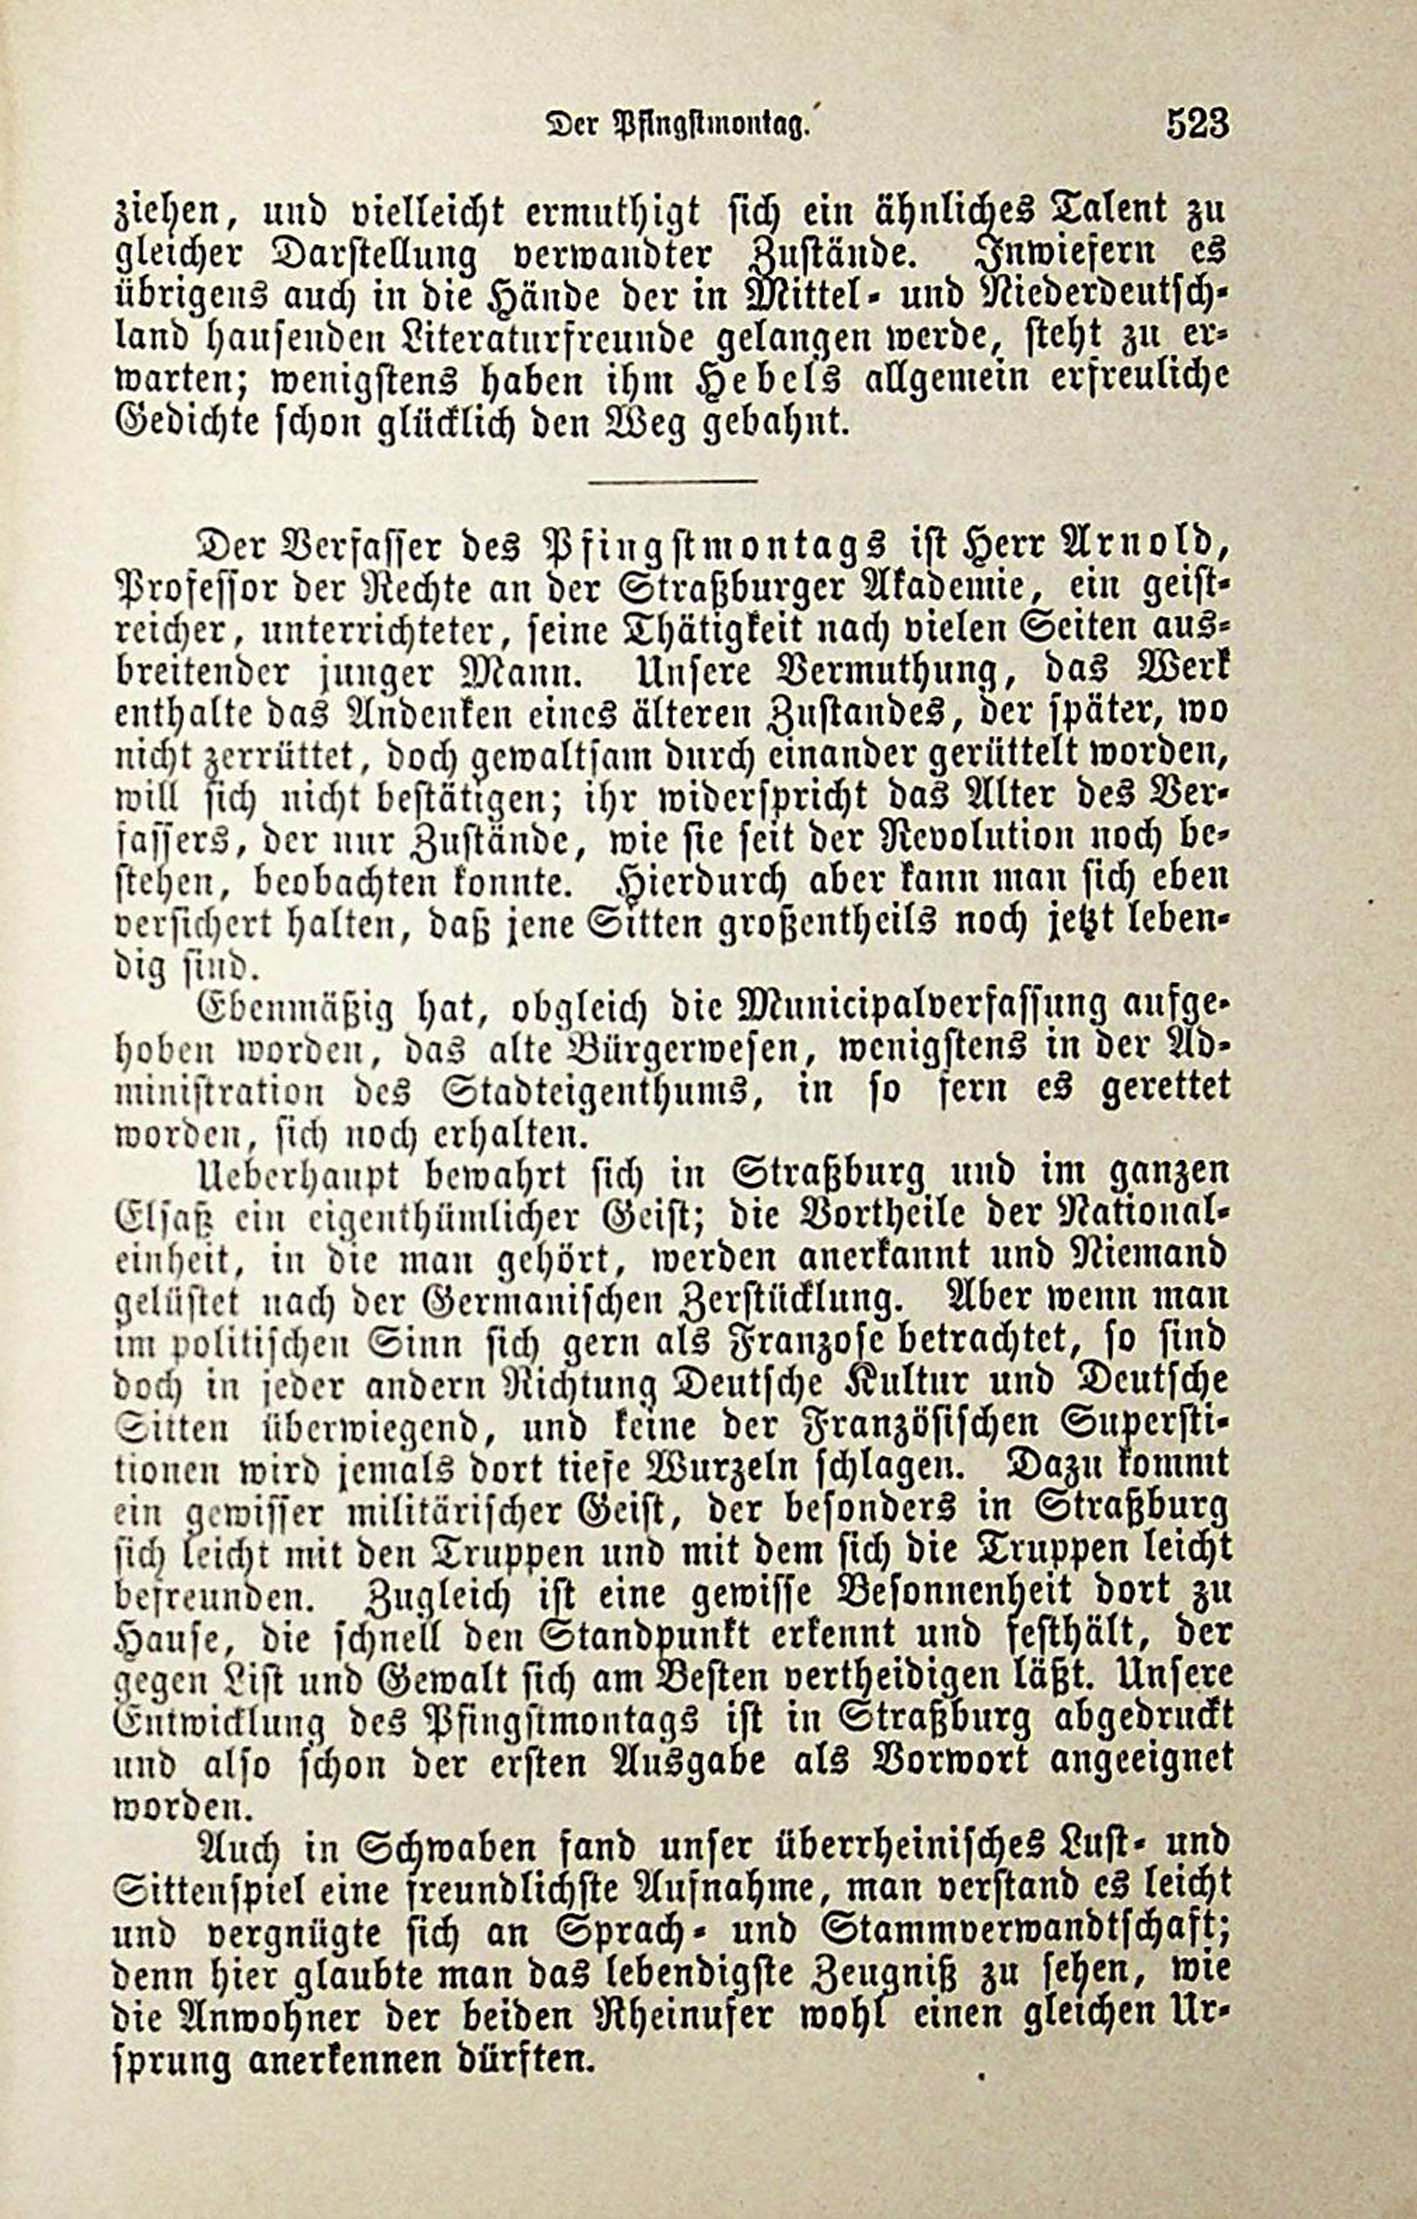 Der Pfingstmontag. 523
ziehen, und vielleicht ermuthigt sich ein ähnliches Talent zu
gleicher Darstellung verwandter Zustände. Inwiefern es
übrigens auch in die Hände der in Mittel- und Niederdeutsch-
land hausenden Literaturfreunde gelangen werde, steht zu er-
warten; wenigstens haben ihm Hebels allgemein erfreuliche
Gedichte schon glücklich den Weg gebahnt.
Der Verfasser des Pfingstmontags ist Herr Arnold,
Professor der Rechte an der Straßburger Akademie, ein geist-
reicher, unterrichteter, seine Thätigkeit nach vielen Seiten aus-
breitender junger Mann. Unsere Vermuthung, das Werk
enthalte das Andenken eines älteren Zustandes, der später, wo
nicht zerrüttet, doch gewaltsam durch einander gerüttelt worden,
will sich nicht bestätigen; ihr widerspricht das Alter des Ver-
fassers, der nur Zustände, wie sie seit der Revolution noch be-
stehen, beobachten konnte. Hierdurch aber kann man sich eben
versichert halten, daß jene Sitten großentheils noch jetzt leben-
dig sind.
Ebenmäßig hat, obgleich die Municipalverfassung aufge-
hoben worden, das alte Bürgerwesen, wenigstens in der Ad-
ministration des Stadteigenthums, in so fern es gerettet
worden, sich noch erhalten.
Ueberhaupt bewahrt sich in Straßburg und im ganzen
Elsaß ein eigenthümlicher Geist; die Vortheile der National-
einheit, in die man gehört, werden anerkannt und Niemand
gelüstet nach der Germanischen Zerstücklung. Aber wenn man
im politischen Sinn sich gern als Franzose betrachtet, so sind
doch in jeder andern Richtung Deutsche Kultur und Deutsche
Sitten überwiegend, und keine der Französischen Supersti-
tionen wird jemals dort tiefe Wurzeln schlagen. Dazu kommt
ein gewisser militärischer Geist, der besonders in Straßburg
sich leicht mit den Truppen und mit dem sich die Truppen leicht
befreunden. Zugleich ist eine gewisse Besonnenheit dort zu
Hause, die schnell den Standpunkt erkennt und festhält, der
gegen List und Gewalt sich am Besten vertheidigen läßt. Unsere
Entwicklung des Pfingstmontags ist in Straßburg abgedruckt
und also schon der ersten Ausgabe als Vorwort angeeignet
worden.
Auch in Schwaben fand unser überrheinisches Lust- und
Sittenspiel eine freundlichste Aufnahme, man verstand es leicht
und vergnügte sich an Sprach- und Stammverwandtschaft;
denn hier glaubte man das lebendigste Zeugniß zu sehen, wie
die Anwohner der beiden Rheinufer wohl einen gleichen Ur-
sprung anerkennen dürften.